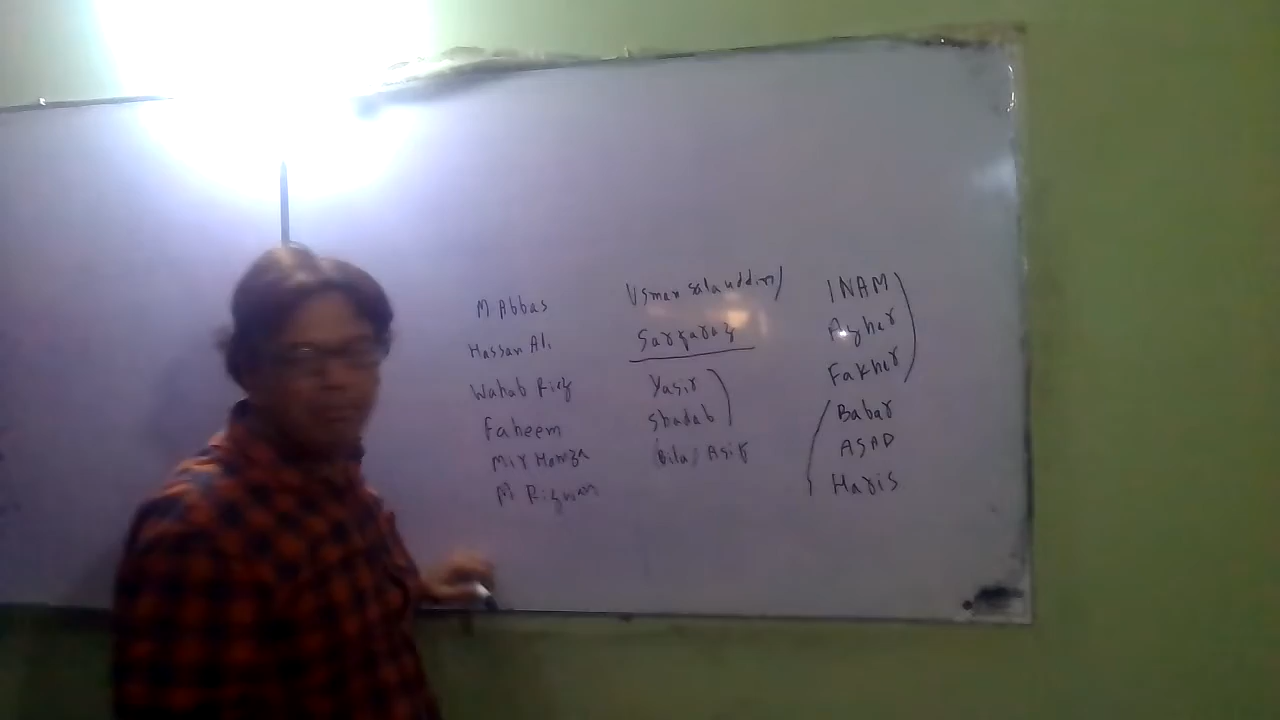 M Abbas
Hassan Ali
Wahab Riaz
Faheem
Mir Hamza
M Rizwan
Usman Salauddin
Sarfaraz
Yasir
Shadab
Bilal Asif
INAM
Azhar
Fakher
Babar
ASAD
Haris